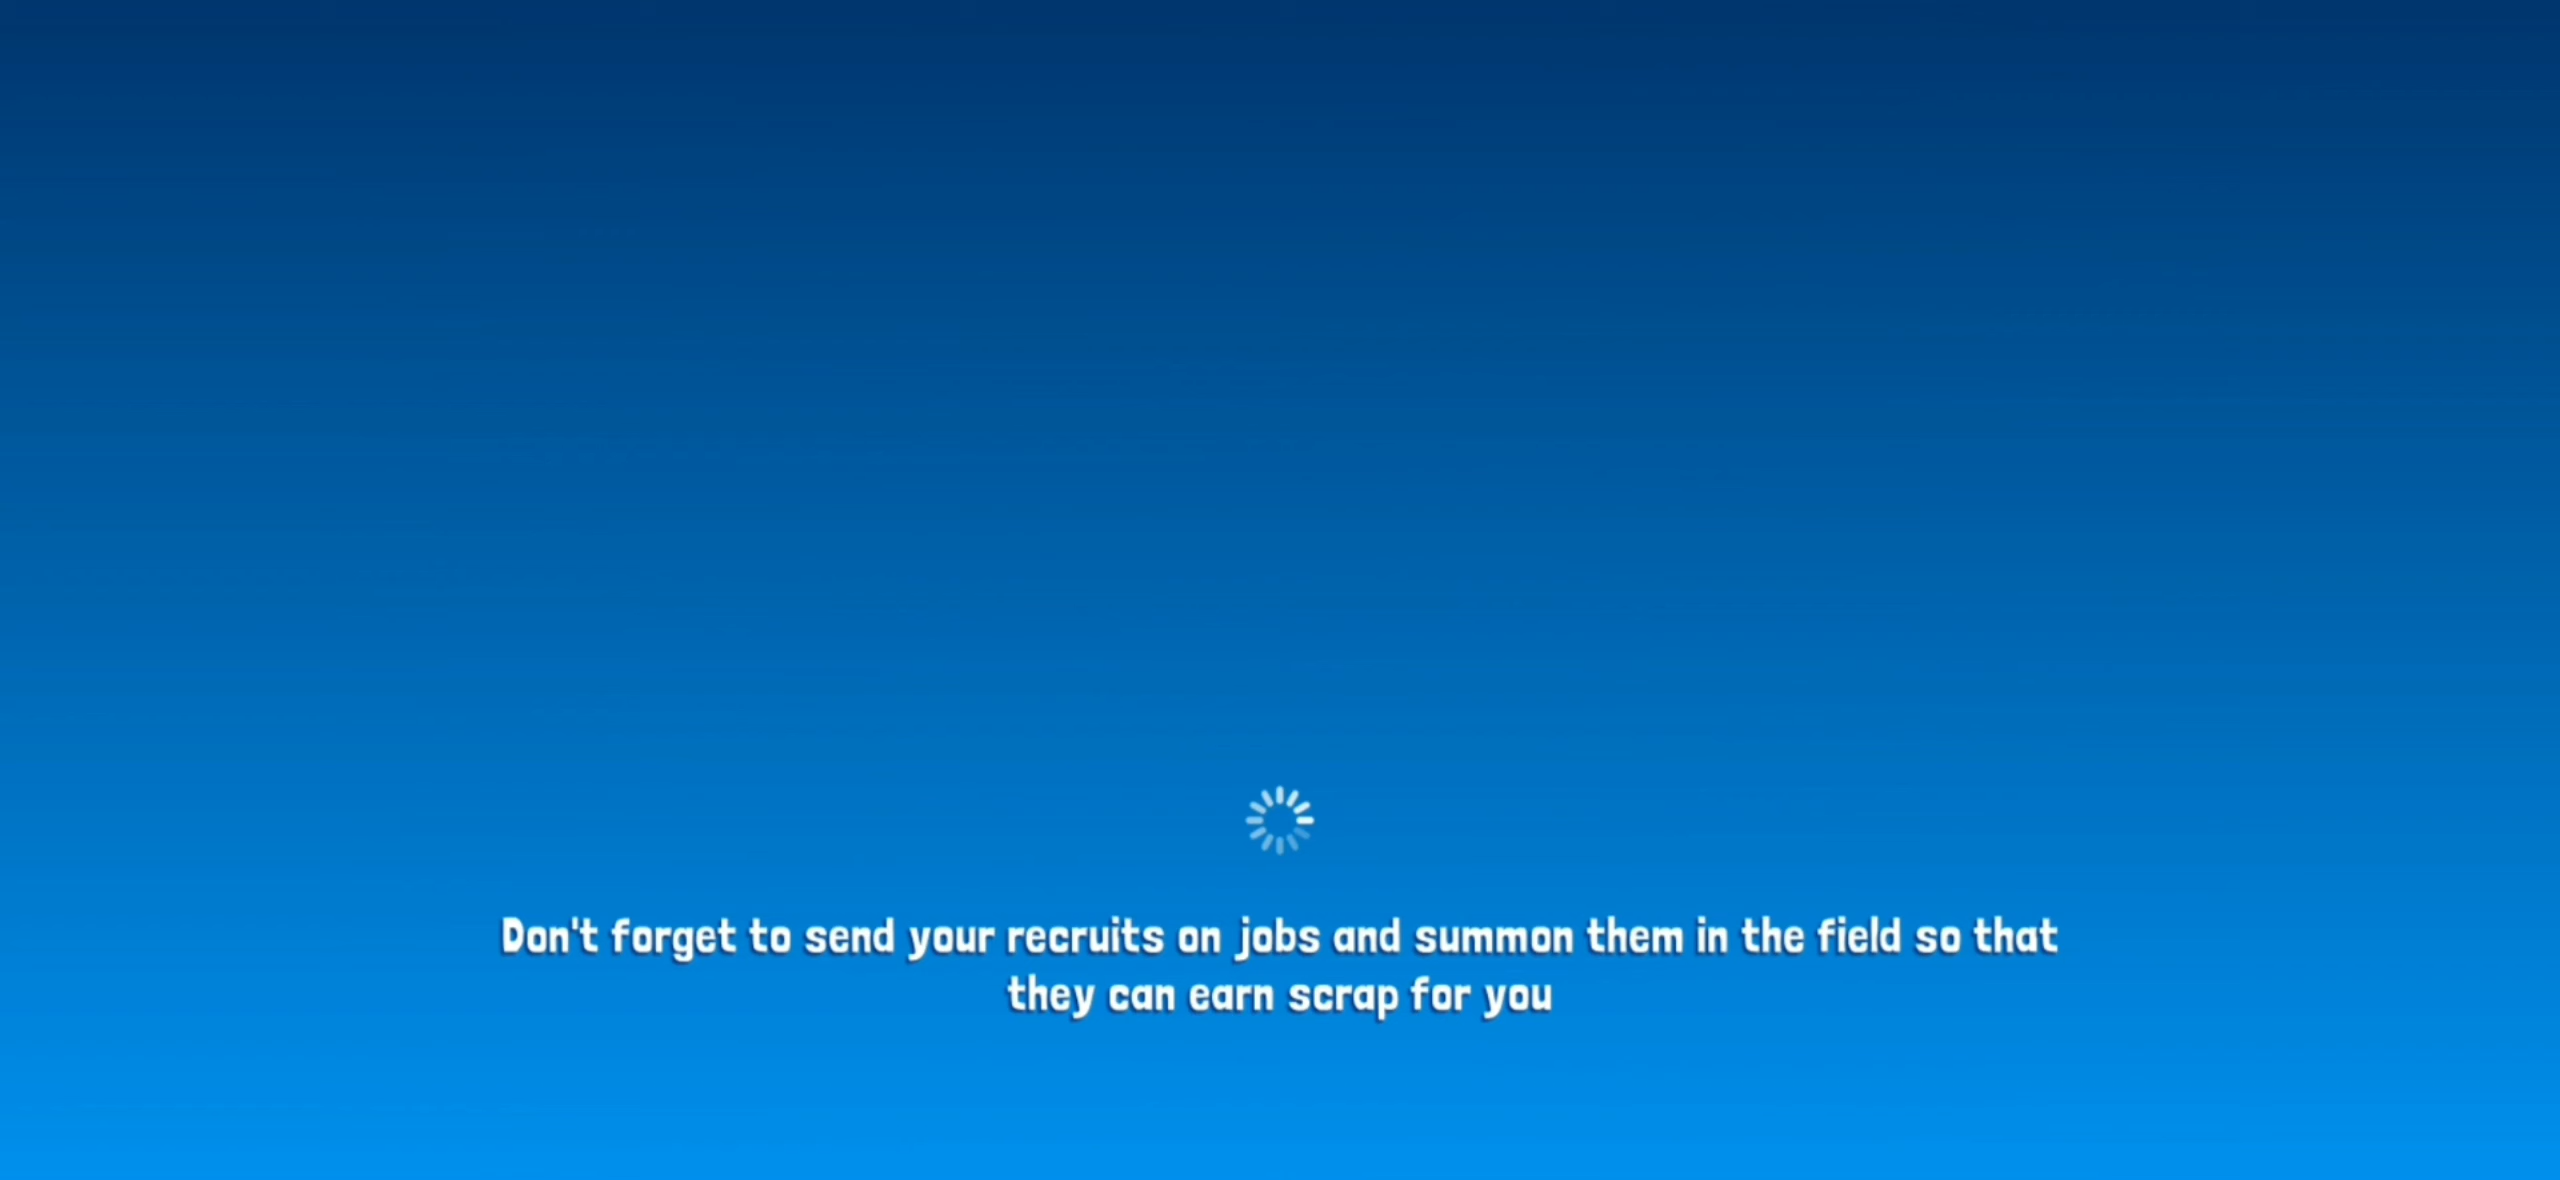 Don't forget to send your recruits on jobs and summon them in the field so that
they can earn scrap for you